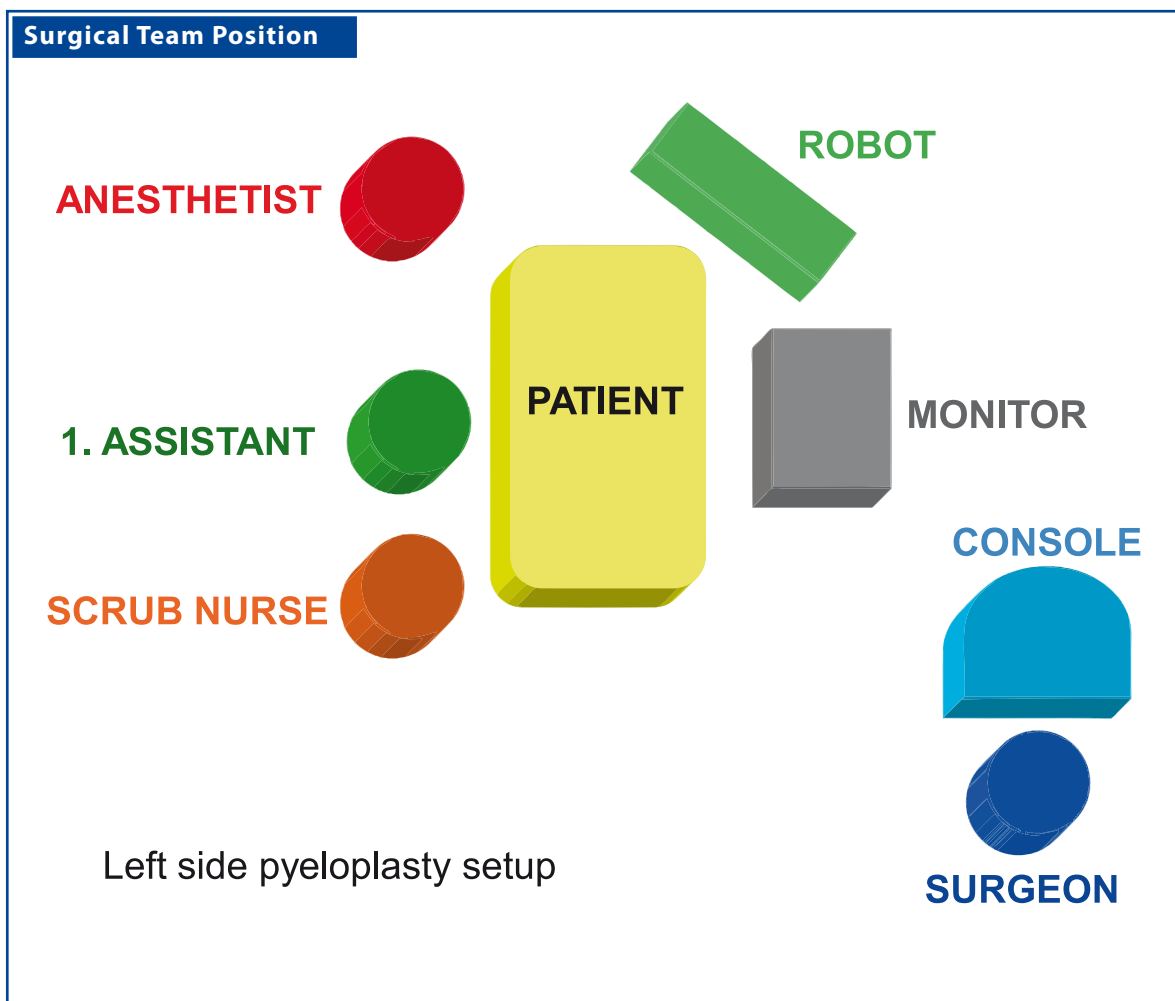 Surgical Team Position
ROBOT
ANESTHETIST
PATIENT
MONITOR
1. ASSISTANT
CONSOLE
SCRUB NURSE
Left side pyeloplasty setup
SURGEON